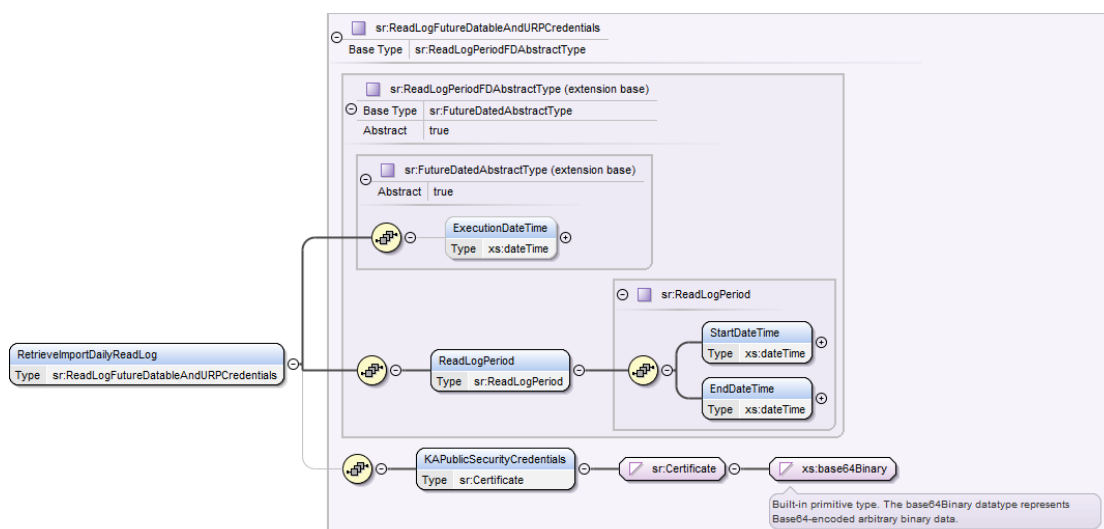 sr:ReadLogFutureDatableAndURPCredentials
Base Type sr:ReadLogPeriodFDAbstractType
sr:ReadLogPeriodFDAbstractType (extension base)
Base Type sr:FutureDatedAbstractType
Abstract true
sr:FutureDatedAbstractType (extension base)
Abstract true
ExecutionDateTime
Type xs:dateTime
sr:ReadLogPeriod
StartDateTime
Type xs:dateTime
RetrieveImportDailyReadLog
Type sr:ReadLogFutureDatableAndURPCredentials
ReadLogPeriod
Type sr:ReadLogPeriod
EndDateTime
Type xs:dateTime
KAPublicSecurityCredentials
Type sr:Certificate
sr:Certificate
xs:base64Binary
Built-in primitive type. The base64Binary datatype represents
Base64-encoded arbitrary binary data.